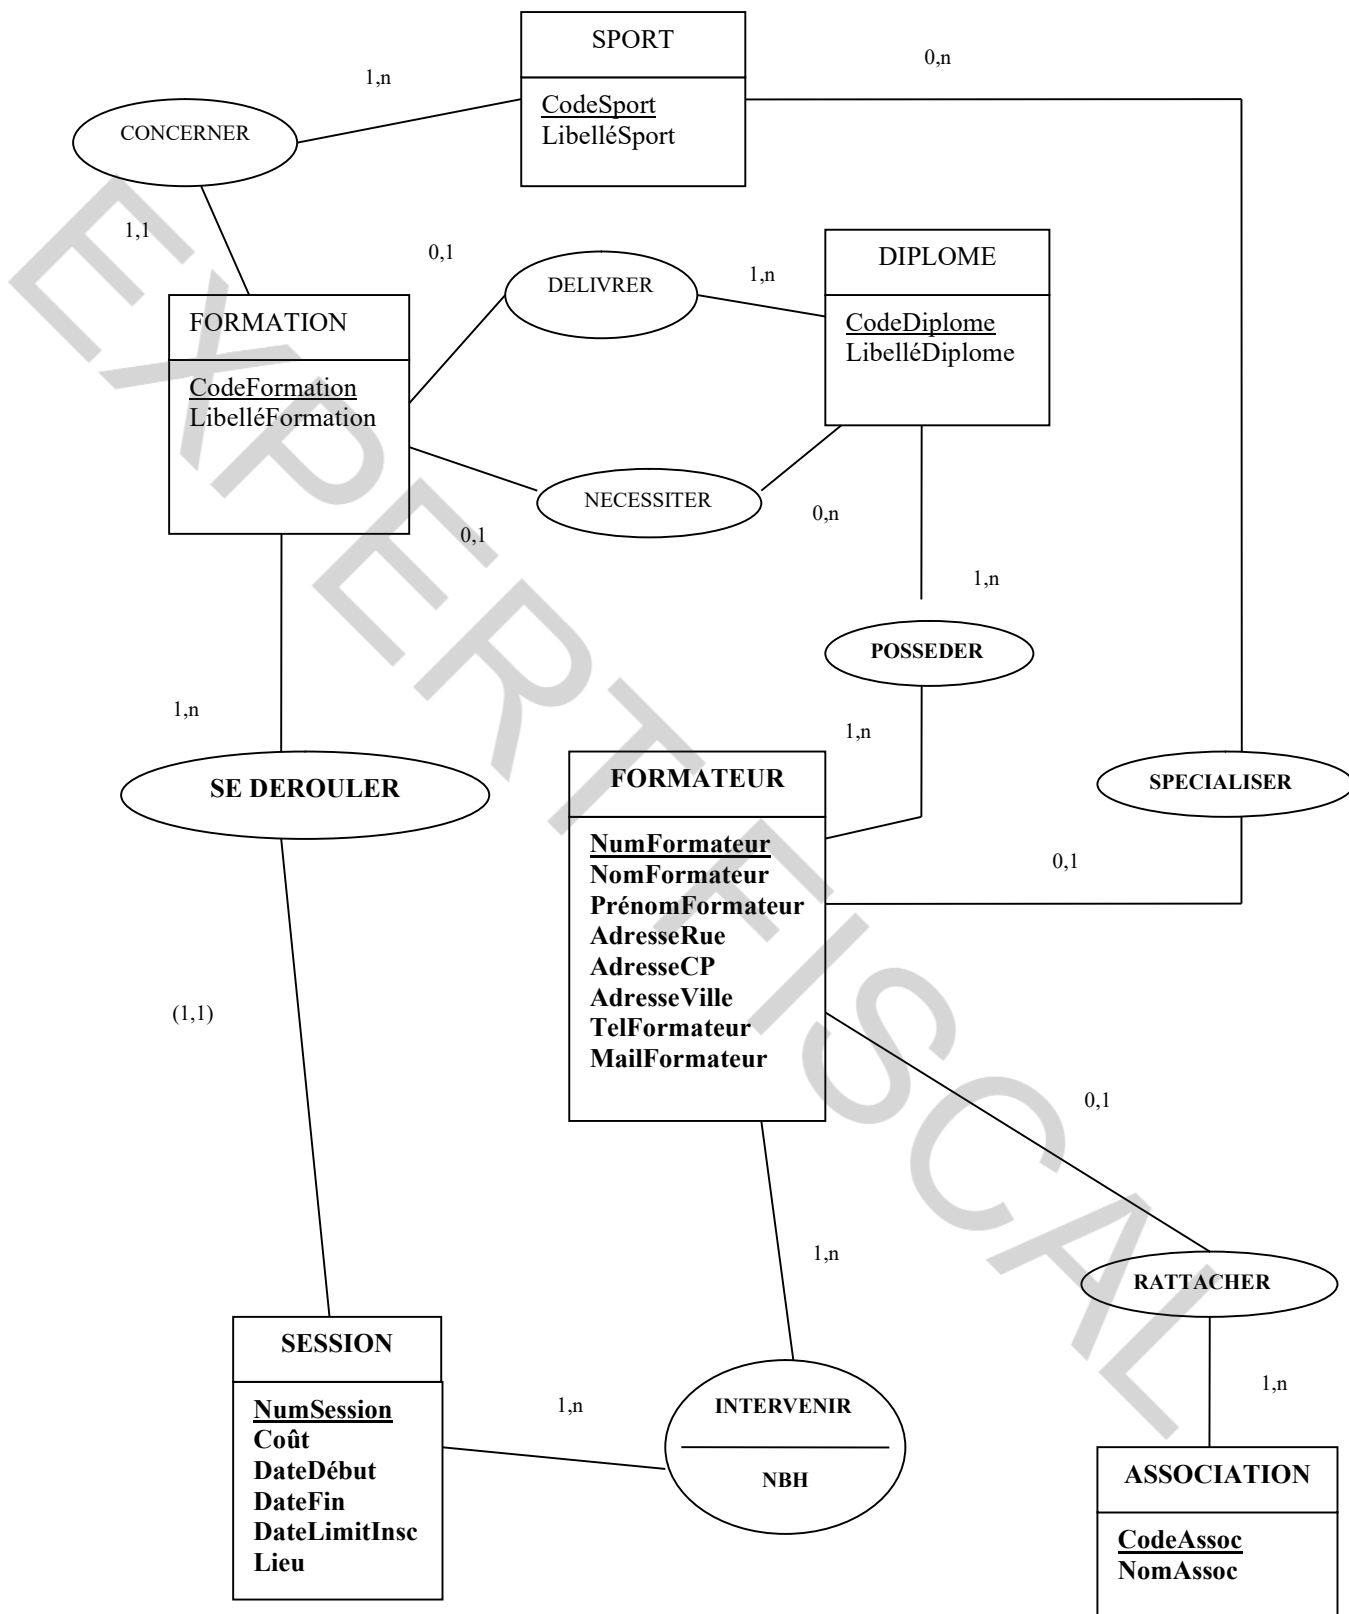 SPORT
0,n
1,n
CodeSport
LibelléSport
CONCERNER
1,1
0,1
DELIVRER
1,n
DIPLOME
CodeDiplome
LibelléDiplome
FORMATION
CodeFormation
LibelléFormation
NECESSITER
0,1
0,n
1,n
POSSEDER
1,n
1,n
SE DEROULER
FORMATEUR
NumFormateur
NomFormateur
PrénomFormateur
AdresseRue
AdresseCP
AdresseVille
TelFormateur
MailFormateur
SPECIALISER
0,1
(1,1)
0,1
1,n
RATTACHER
SESSION
NumSession
Coût
DateDébut
DateFin
DateLimitInsc
Lieu
1,n
INTERVENIR
NBH
1,n
ASSOCIATION
CodeAssoc
NomAssoc
EXPERT FISCAL